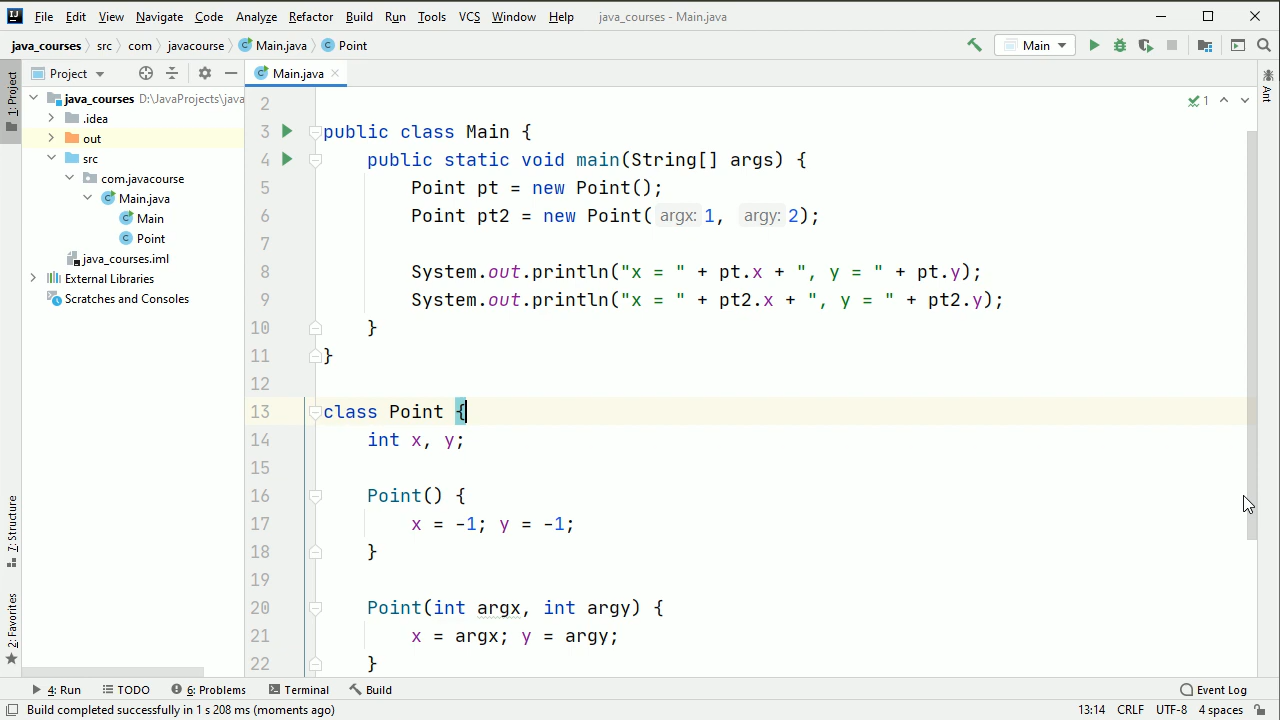 File Edit View Navigate Code Analyze Refactor Build Run Tools VCS Window Help java_courses - Main.java
java_courses src com javacourse Main.java Point Main
1: Project
Project
Main.java
java_courses D:\JavaProjects\java
.idea
out
src
com.javacourse
Main.java
Main
Point
java_courses.iml
External Libraries
Scratches and Consoles
7: Structure
2: Favorites
1
2
3 public class Main {
4 public static void main(String[] args) {
5 Point pt = new Point();
6 Point pt2 = new Point( argx: 1, argy: 2);
7
8 System.out.println("x = " + pt.x + ", y = " + pt.y);
9 System.out.println("x = " + pt2.x + ", y = " + pt2.y);
10 }
11 }
12
13 class Point {
14 int x, y;
15
16 Point() {
17 x = -1; y = -1;
18 }
19
20 Point(int argx, int argy) {
21 x = argx; y = argy;
22 }
Ant
4: Run TODO 6: Problems Terminal Build Event Log
Build completed successfully in 1 s 208 ms (moments ago) 13:14 CRLF UTF-8 4 spaces